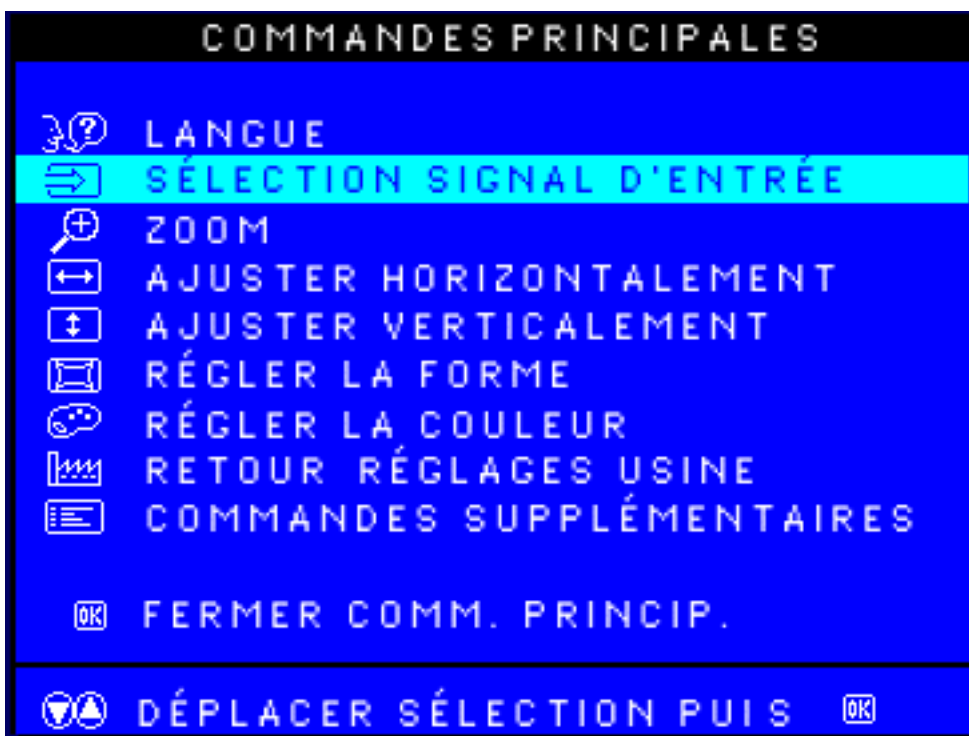 COMMANDES PRINCIPALES
LANGUE
SÉLECTION SIGNAL D'ENTRÉE
ZOOM
AJUSTER HORIZONTALEMENT
AJUSTER VERTICALEMENT
RÉGLER LA FORME
RÉGLER LA COULEUR
RETOUR RÉGLAGES USINE
COMMANDES SUPPLÉMENTAIRES
OK FERMER COMM. PRINCIP.
DÉPLACER SÉLECTION PUIS OK